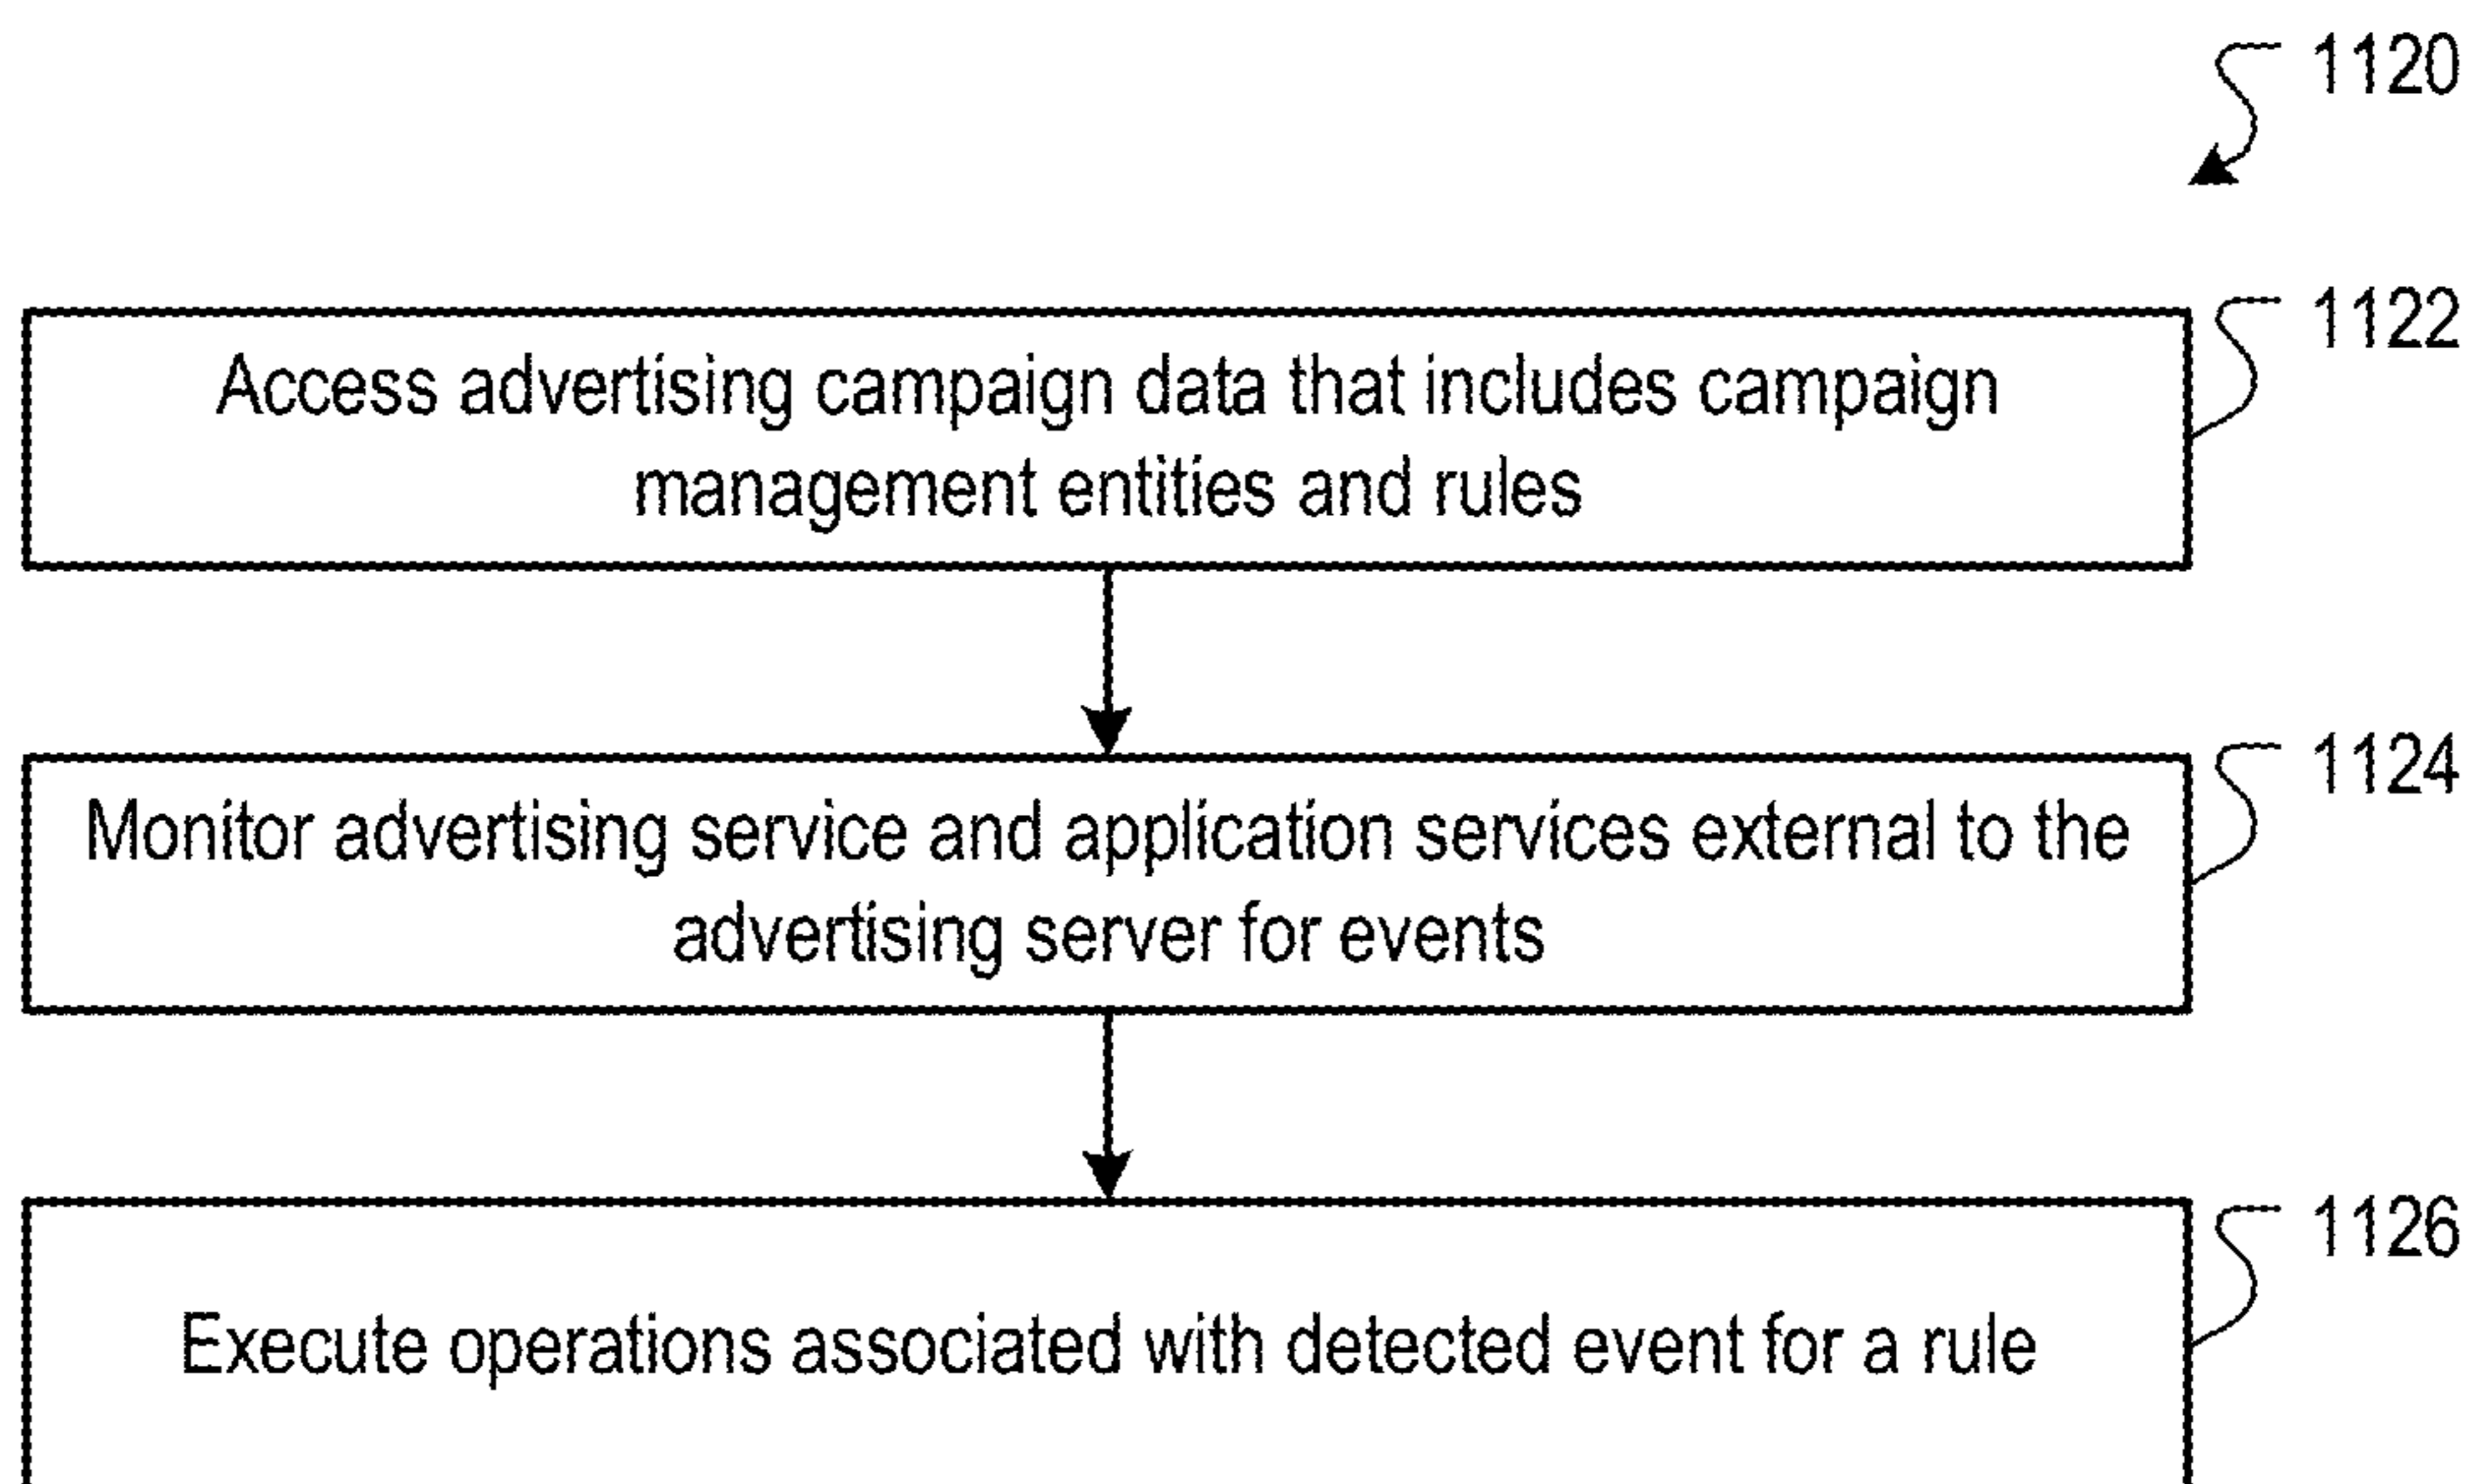 1120
1122
Access advertising campaign data that includes campaign
management entities and rules
1124
Monitor advertising service and application services external to the
advertising server for events
1126
Execute operations associated with detected event for a rule